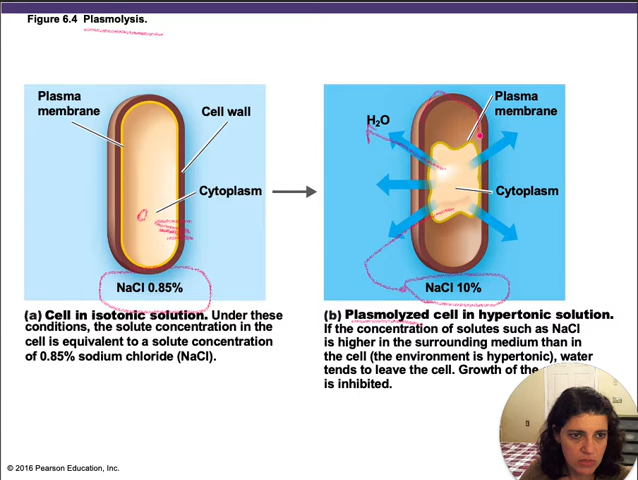 Figure 6.4 Plasmolysis.
Plasma
membrane
Cell wall
Cytoplasm
NaCl 0.85%
H₂O
Plasma
membrane
Cytoplasm
NaCl 10%
(a) Cell in isotonic solution. Under these
conditions, the solute concentration in the
cell is equivalent to a solute concentration
of 0.85% sodium chloride (NaCl).
(b) Plasmolyzed cell in hypertonic solution.
If the concentration of solutes such as NaCl
is higher in the surrounding medium than in
the cell (the environment is hypertonic), water
tends to leave the cell. Growth of the
is inhibited.
© 2016 Pearson Education, Inc.